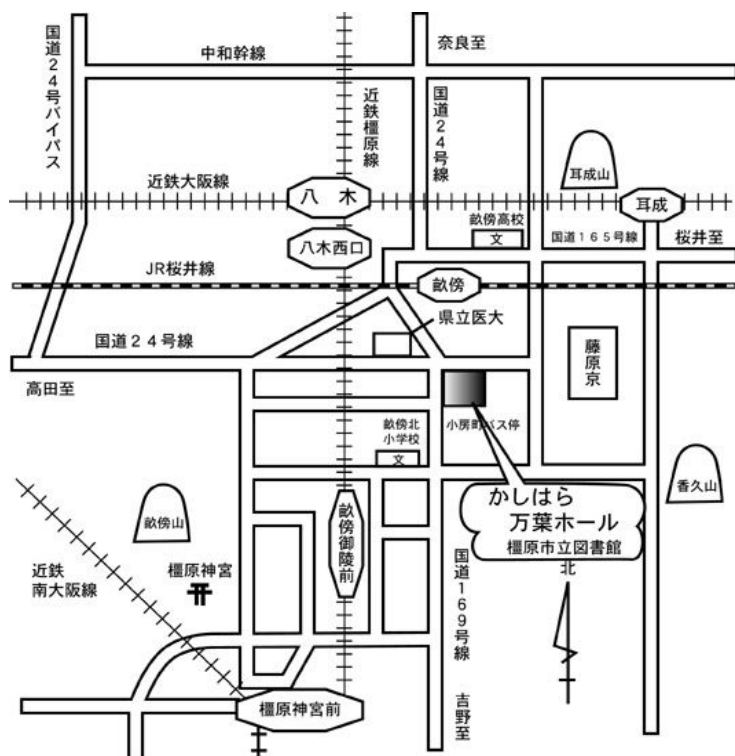 国道24号バイパス
中和幹線
奈良至
近鉄橿原線
国道24号線
耳成山
近鉄大阪線
八 木
耳成
畝傍高校
文
八木西口
国道165号線
桜井至
JR桜井線
畝傍
県立医大
国道24号線
藤原京
高田至
畝傍北
小学校
文
小房町バス停
香久山
かしはら
万葉ホール
橿原市立図書館
畝傍山
畝傍御陵前
近鉄
南大阪線
橿原神宮
国道169号線
北
吉野至
橿原神宮前